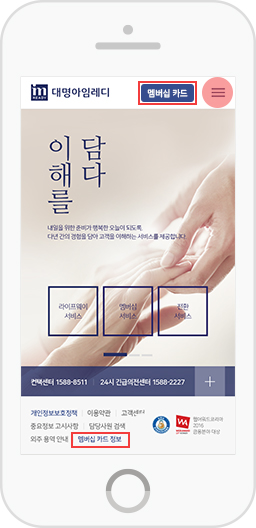 m
READY
대명아임레디
멤버십 카드
담다
이해를
내일을 위한 준비가 행복한 오늘이 되도록,
다년 간의 경험을 담아 고객을 이해하는 서비스를 제공합니다.
라이프웨이
서비스
멤버십
서비스
전환
서비스
컨택센터 1588-8511
24시 긴급의전센터 1588-2227
개인정보보호정책
이용약관
고객센터
중요정보 고시사항
담당사원 검색
외주 용역 안내
멤버십 카드 정보
웹어워드코리아
2016
금융분야 대상